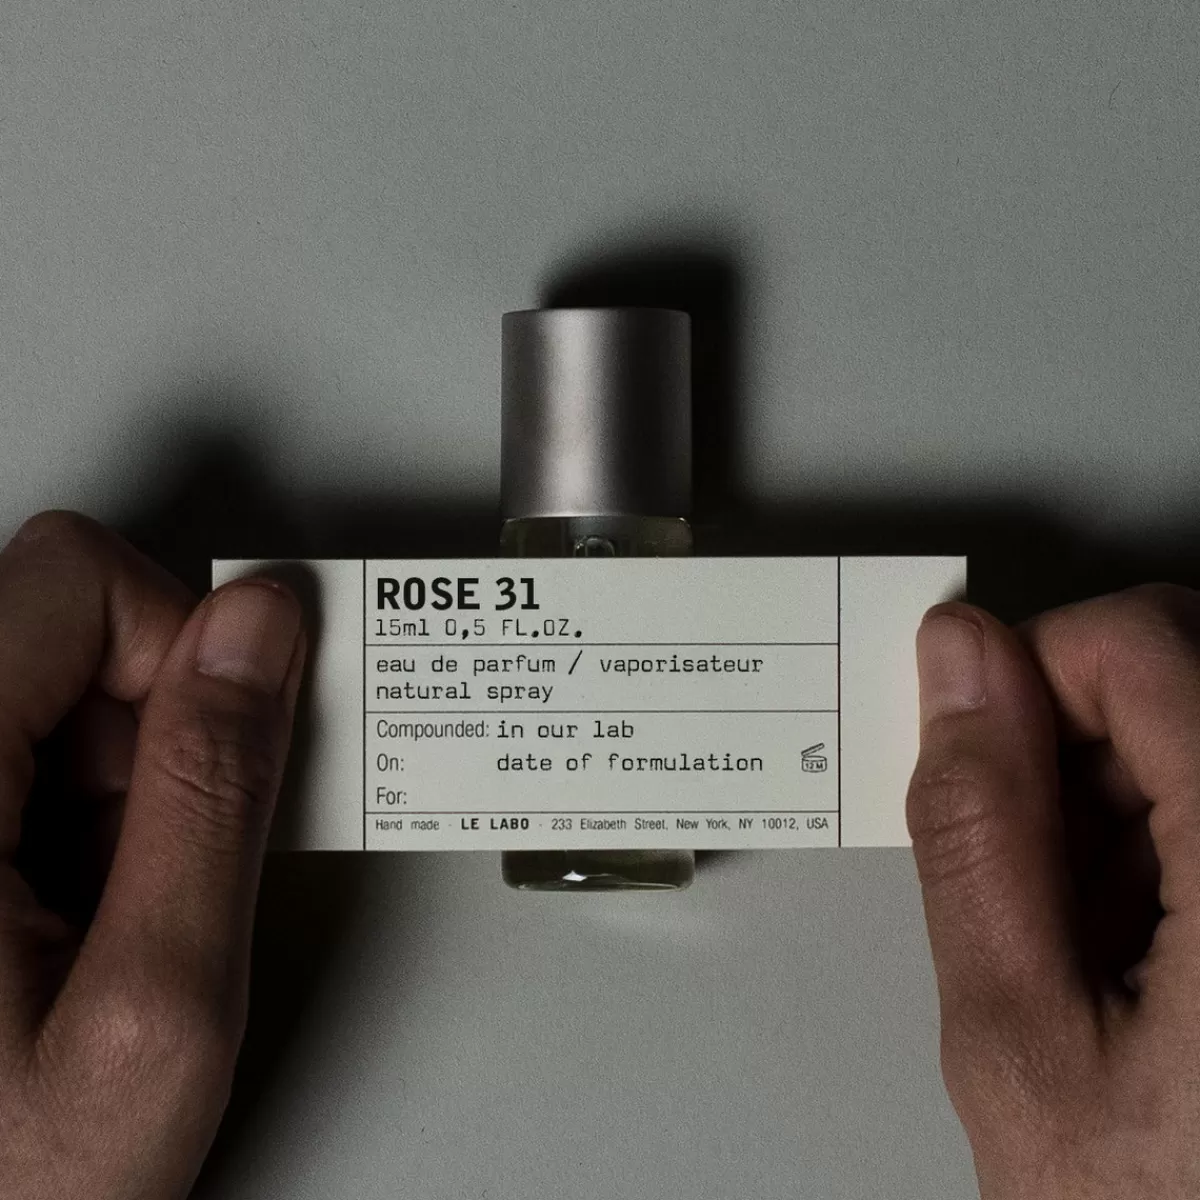 ROSE 31
15ml 0,5 FL.OZ.
eau de parfum / vaporisateur
natural spray
Compounded: in our lab
On: date of formulation
12M
For:
Hand made · LE LABO · 233 Elizabeth Street, New York, NY 10012, USA